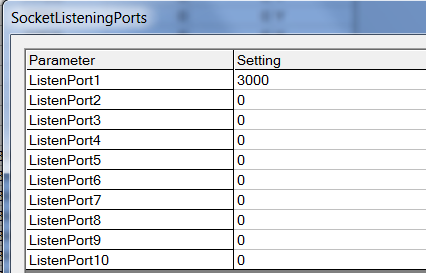 SocketListeningPorts
Parameter Setting
ListenPort1 3000
ListenPort2 0
ListenPort3 0
ListenPort4 0
ListenPort5 0
ListenPort6 0
ListenPort7 0
ListenPort8 0
ListenPort9 0
ListenPort10 0